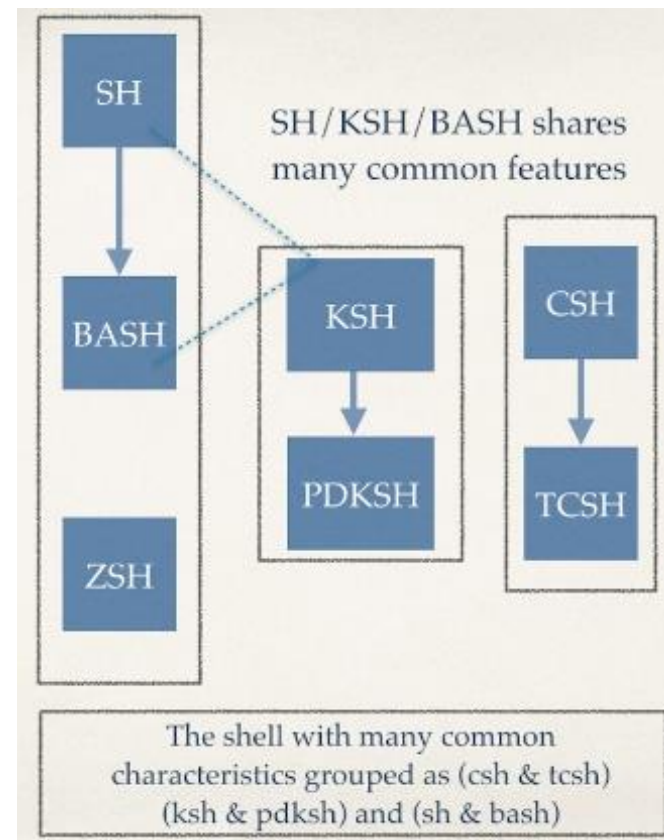 SH
SH/KSH/BASH shares
many common features
BASH
KSH
CSH
PDKSH
TCSH
ZSH
The shell with many common
characteristics grouped as (csh & tcsh)
(ksh & pdksh) and (sh & bash)